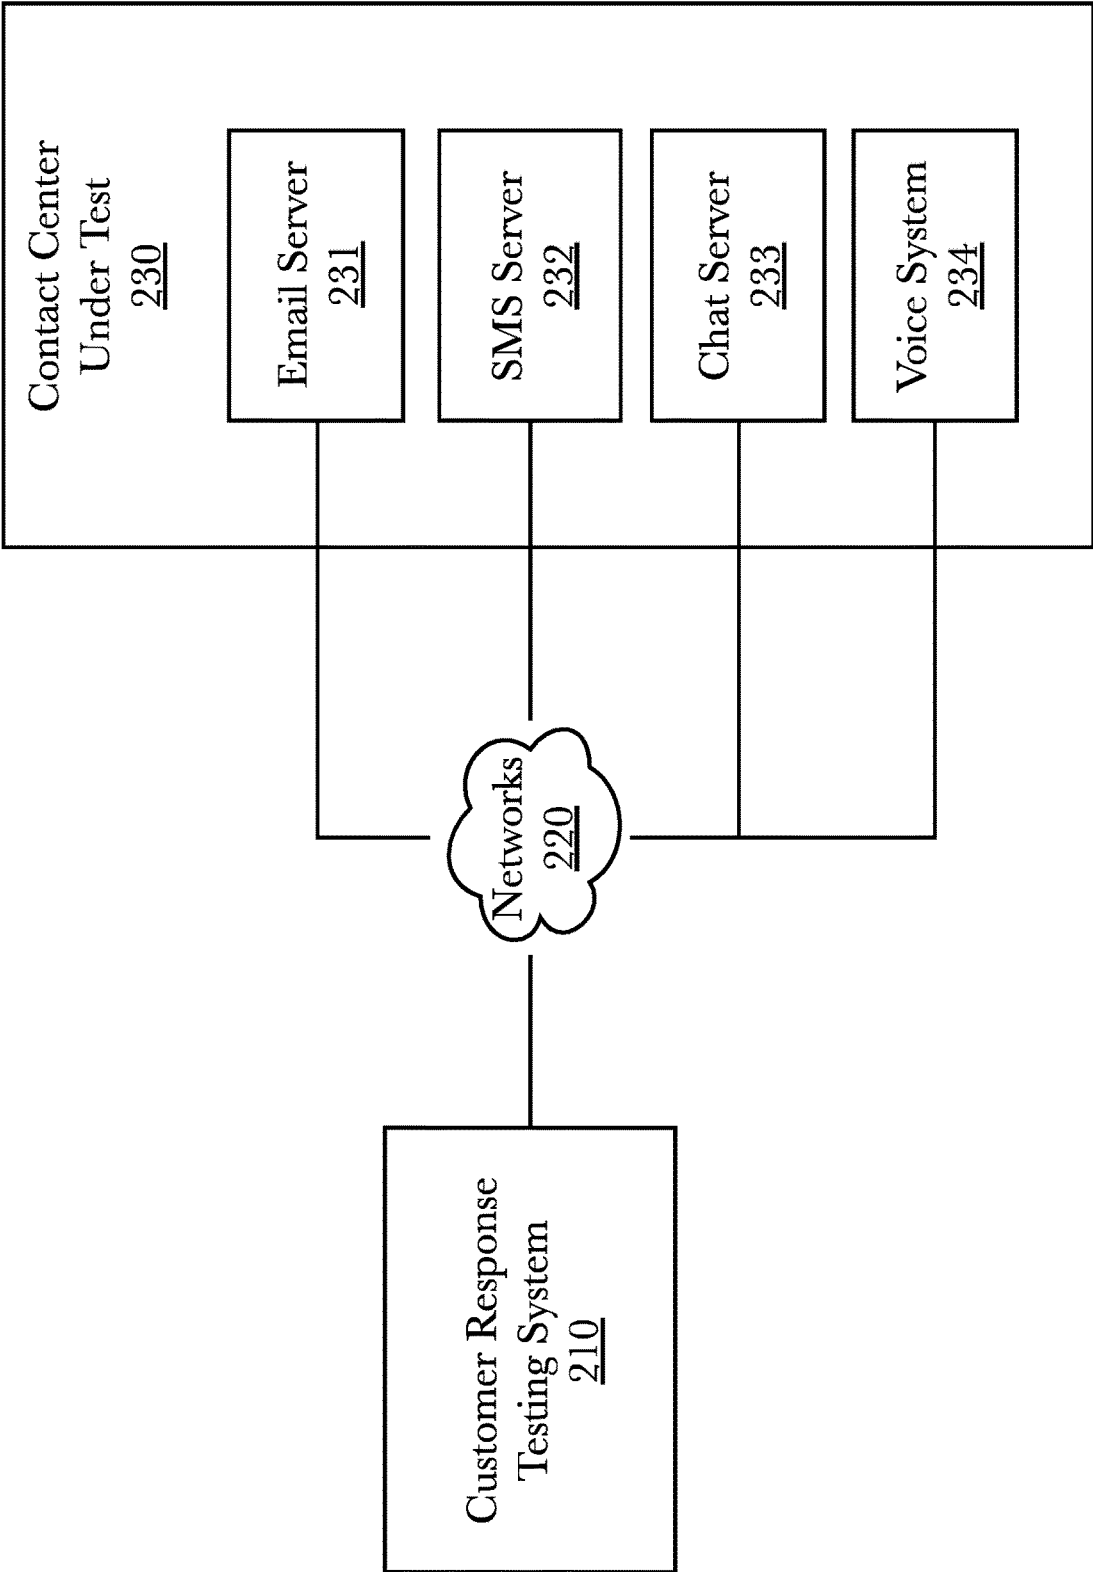 Customer Response
Testing System
210
Networks
220
Contact Center
Under Test
230
Email Server
231
SMS Server
232
Chat Server
233
Voice System
234